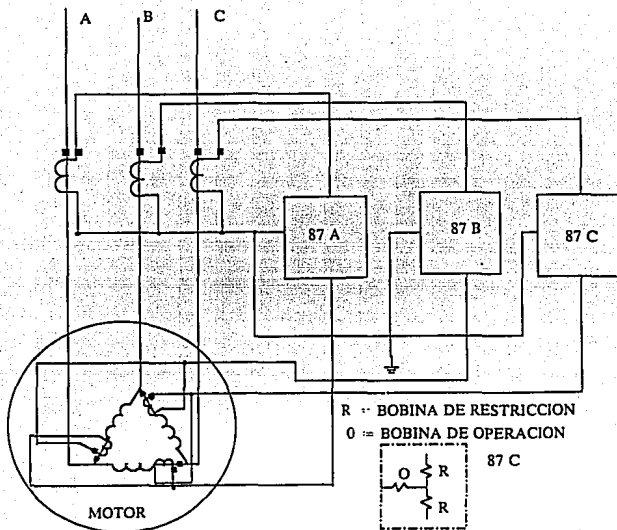 A B C
87 A
87 B
87 C
R := BOBINA DE RESTRICCION
0 := BOBINA DE OPERACION
87 C
O R
R
MOTOR